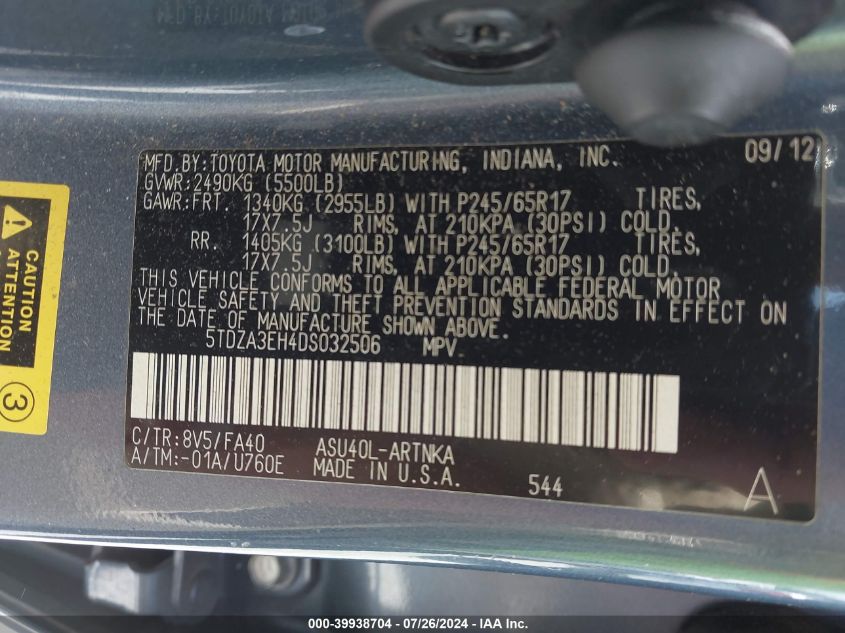 MFD.BY:TOYOTA MOTOR MANUFACTURING, INDIANA, INC. 09/12
GVWR:2490KG (5500LB)
GAWR:FRT. 1340KG (2955LB) WITH P245/65R17 TIRES,
17X7.5J RIMS, AT 210KPA (30PSI) COLD.
RR. 1405KG (3100LB) WITH P245/65R17 TIRES,
17X7.5J RIMS, AT 210KPA (30PSI) COLD.
THIS VEHICLE CONFORMS TO ALL APPLICABLE FEDERAL MOTOR
VEHICLE SAFETY AND THEFT PREVENTION STANDARDS IN EFFECT ON
THE DATE OF MANUFACTURE SHOWN ABOVE.
5TDZA3EH4DS032506 MPV
C/TR:8V5/FA40 ASU40L-ARTNKA
A/TM:-01A/U760E MADE IN U.S.A. 544 A
CAUTION
ATTENTION
3
000-39938704 - 07/26/2024 - IAA Inc.